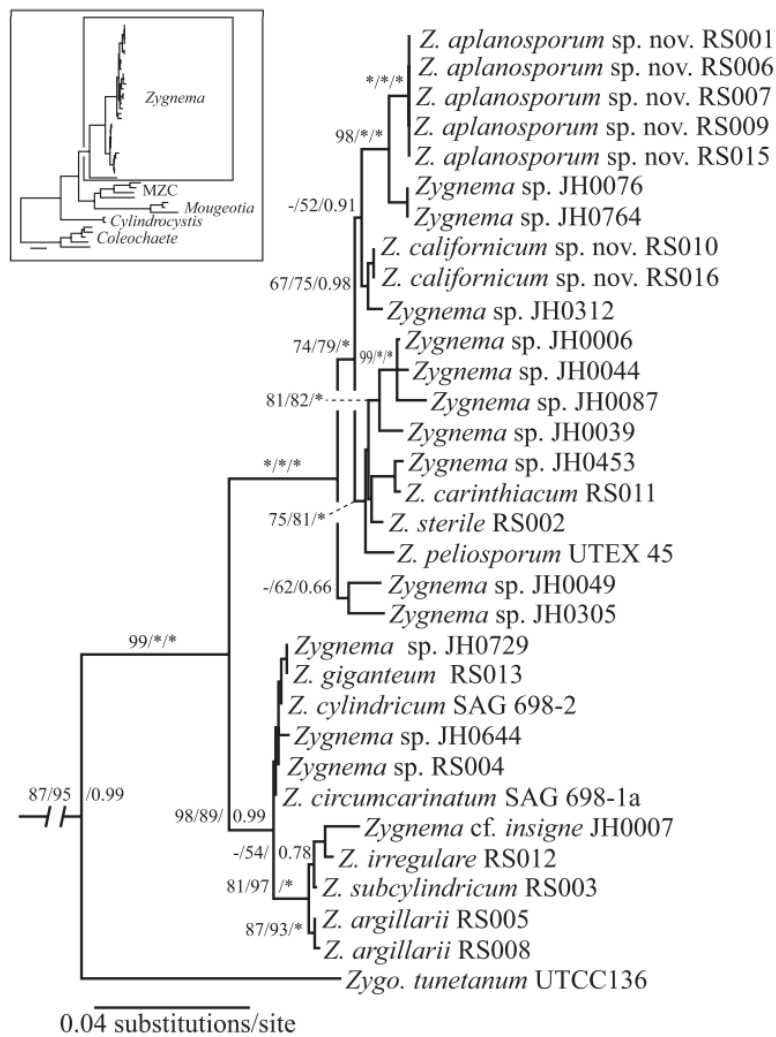 Zygnema
MZC
Mougeotia
Cylindrocystis
Coleochaete
Z. aplanosporum sp. nov. RS001
Z. aplanosporum sp. nov. RS006
*/*/*
Z. aplanosporum sp. nov. RS007
Z. aplanosporum sp. nov. RS009
98/*/*
Z. aplanosporum sp. nov. RS015
Zygnema sp. JH0076
-/52/0.91
Zygnema sp. JH0764
Z. californicum sp. nov. RS010
67/75/0.98
Z. californicum sp. nov. RS016
Zygnema sp. JH0312
74/79/*
Zygnema sp. JH0006
99/*/*
Zygnema sp. JH0044
81/82/*
Zygnema sp. JH0087
Zygnema sp. JH0039
*/*/*
Zygnema sp. JH0453
Z. carinthiacum RS011
75/81/*
Z. sterile RS002
Z. peliosporum UTEX 45
-/62/0.66
Zygnema sp. JH0049
Zygnema sp. JH0305
99/*/*
Zygnema sp. JH0729
Z. giganteum RS013
Z. cylindricum SAG 698-2
Zygnema sp. JH0644
Zygnema sp. RS004
87/95 /0.99
Z. circumcarinatum SAG 698-1a
98/89/ 0.99
Zygnema cf. insigne JH0007
-/54/ 0.78
Z. irregulare RS012
81/97 /*
Z. subcylindricum RS003
Z. argillarii RS005
87/93/*
Z. argillarii RS008
Zygo. tunetanum UTCC136
0.04 substitutions/site